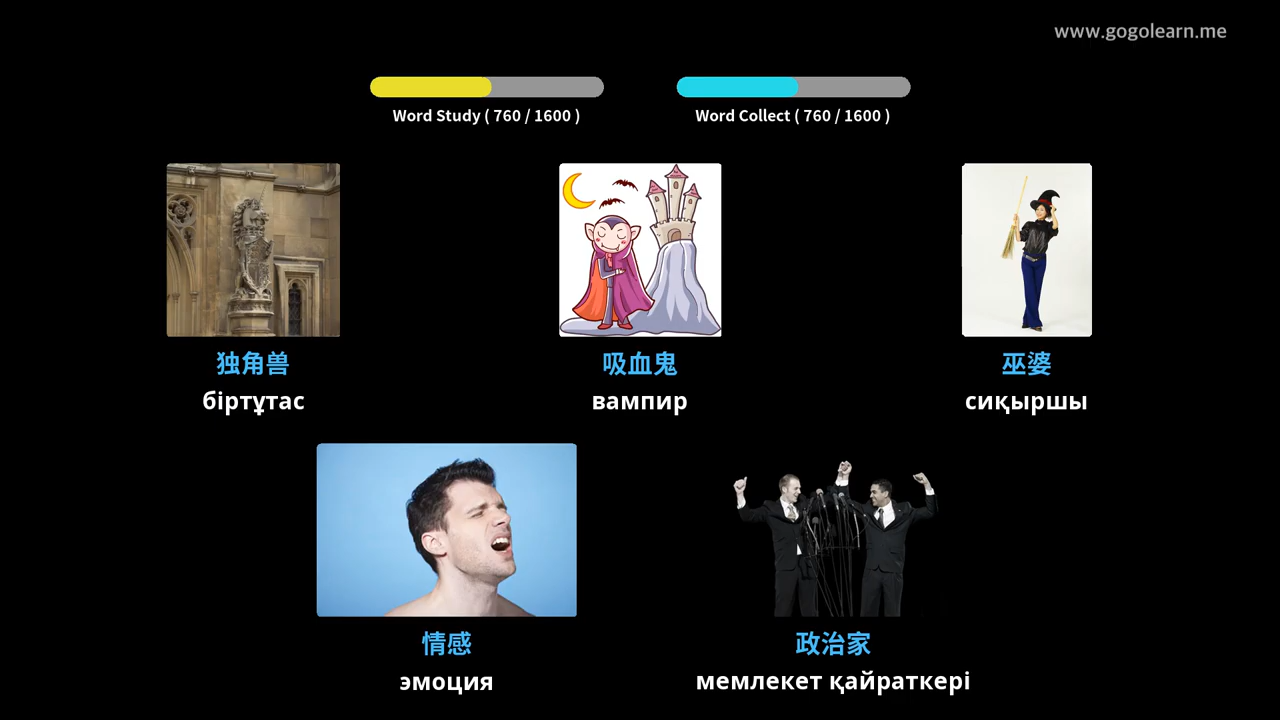 www.gogolearn.me
Word Study ( 760 / 1600 )
Word Collect ( 760 / 1600 )
独角兽
біртұтас
吸血鬼
вампир
巫婆
сиқыршы
情感
эмоция
政治家
мемлекет қайраткері